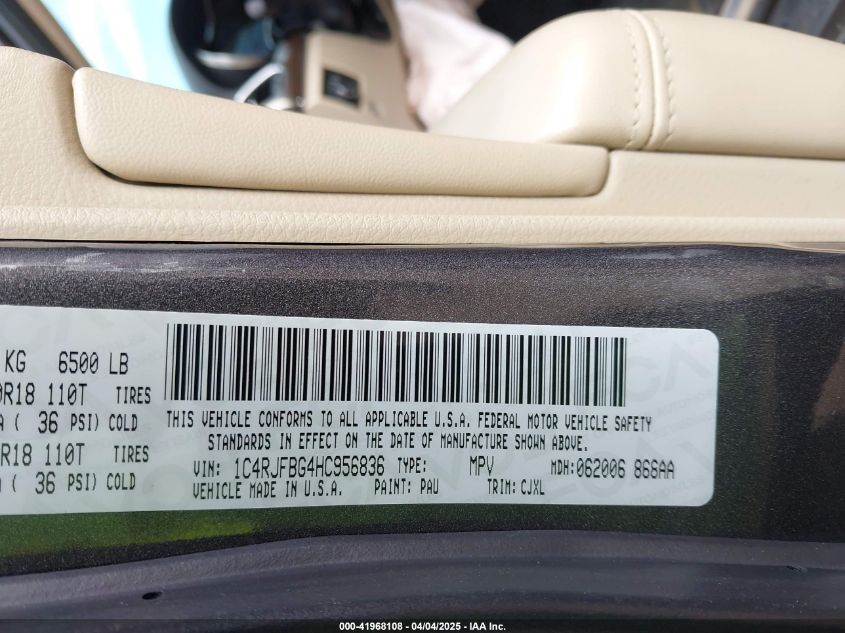 KG 6500 LB
R18 110T TIRES
( 36 PSI) COLD
R18 110T TIRES
( 36 PSI) COLD
THIS VEHICLE CONFORMS TO ALL APPLICABLE U.S.A. FEDERAL MOTOR VEHICLE SAFETY
STANDARDS IN EFFECT ON THE DATE OF MANUFACTURE SHOWN ABOVE.
VIN: 1C4RJFBG4HC956836 TYPE: MPV MDH: 062006 866AA
VEHICLE MADE IN U.S.A. PAINT: PAU TRIM: CJXL
000-41968108 - 04/04/2025 - IAA Inc.